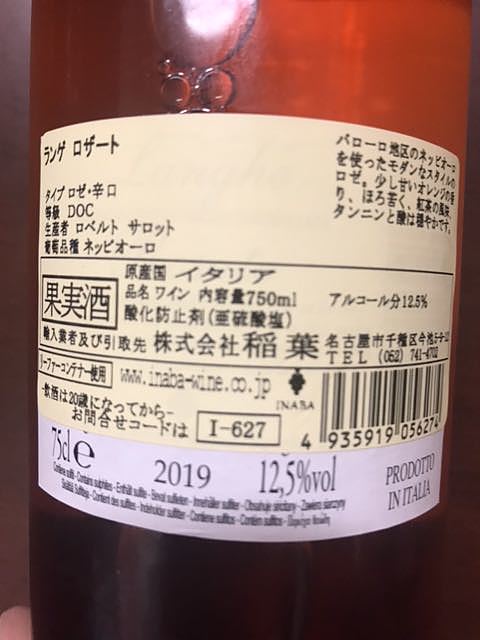 ランゲ ロザート
タイプ ロゼ・辛口
等級 DOC
生産者 ロベルト サロット
葡萄品種 ネッビオーロ
バローロ地区のネッビオーロ
を使ったモダンなスタイルの
ロゼ。少し甘いオレンジの香
り、ほろ苦く、紅茶の風味、
タンニンと酸は穏やかです。
果実酒
原産国 イタリア
品名 ワイン 内容量750ml
アルコール分12.5%
酸化防止剤(亜硫酸塩)
輸入業者及び引取先 株式会社 稲葉
名古屋市千種区今池5-9-12
TEL (052) 741-4702
リーファーコンテナー使用
www.inaba-wine.co.jp
INABA
-飲酒は20歳になってから-
お問合せコードは I-627
4 935919 056274
75cl e
2019
12,5%vol
PRODOTTO
IN ITALIA